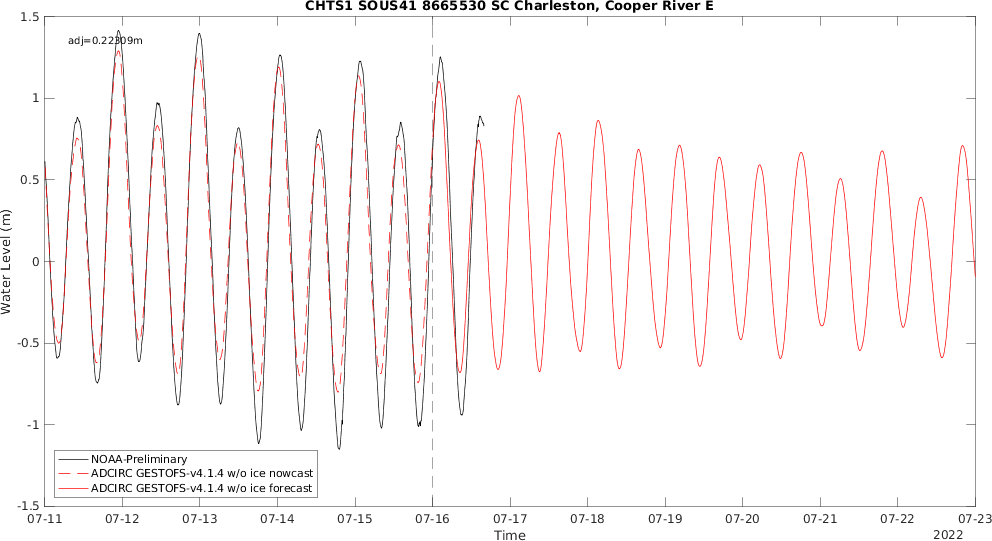 CHTS1 SOUS41 8665530 SC Charleston, Cooper River E
adj=0.22309m
1.5
1
0.5
0
-0.5
-1
-1.5
Water Level (m)
NOAA-Preliminary
ADCIRC GESTOFS-v4.1.4 w/o ice nowcast
ADCIRC GESTOFS-v4.1.4 w/o ice forecast
07-11 07-12 07-13 07-14 07-15 07-16 07-17 07-18 07-19 07-20 07-21 07-22 07-23
Time
2022